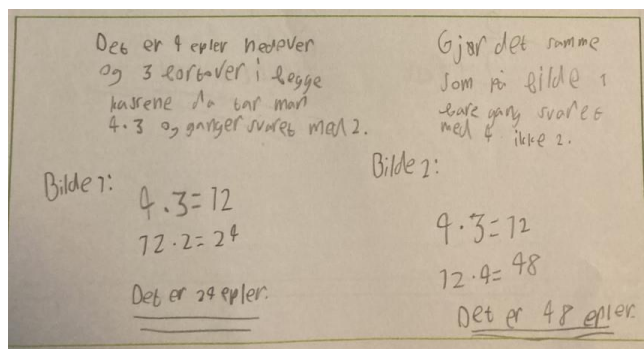 Det er 4 epler nedover
og 3 bortover i begge
kassene da tar man
4·3 og ganger svaret med 2.
Bilde 1:
4·3=12
12·2=24
Det er 24 epler.
Gjør det samme
som på bilde 1
bare gang svaret
med 4 ikke 2.
Bilde 2:
4·3=12
12·4=48
Det er 48 epler.